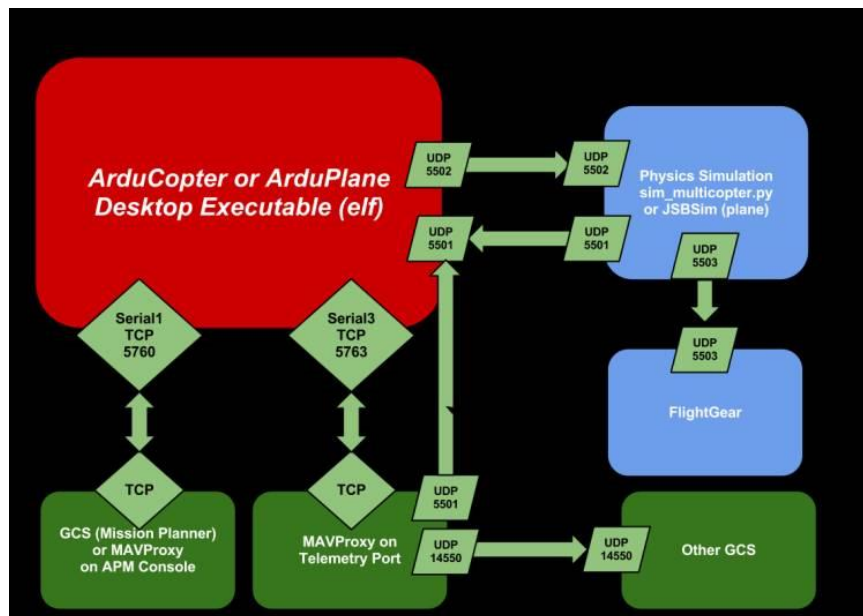 ArduCopter or ArduPlane
Desktop Executable (elf)
UDP
5502
UDP
5502
Physics Simulation
sim_multicopter.py
or JSBSim (plane)
UDP
5501
UDP
5501
UDP
5503
Serial1
TCP
5760
Serial3
TCP
5763
UDP
5503
FlightGear
TCP
GCS (Mission Planner)
or MAVProxy
on APM Console
TCP
MAVProxy on
Telemetry Port
UDP
5501
UDP
14550
UDP
14550
Other GCS